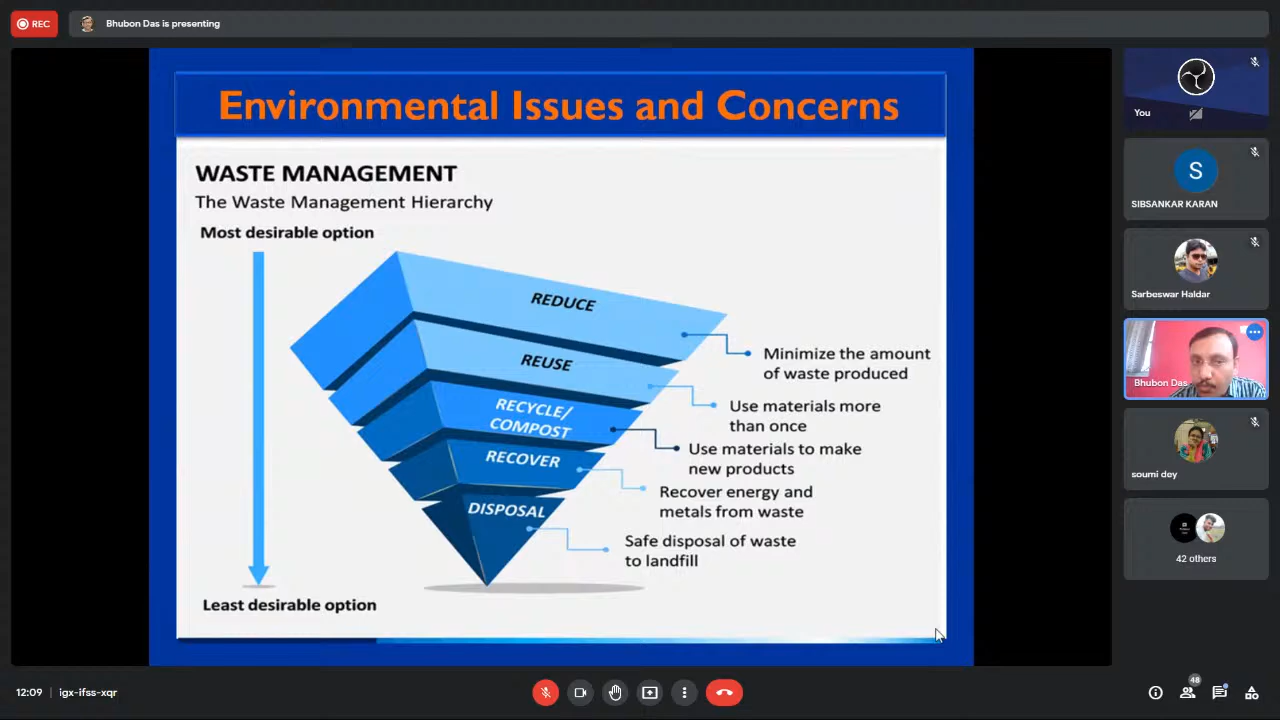 REC
Bhubon Das is presenting
Environmental Issues and Concerns
WASTE MANAGEMENT
The Waste Management Hierarchy
Most desirable option
REDUCE
Minimize the amount
of waste produced
REUSE
Use materials more
than once
RECYCLE/
COMPOST
Use materials to make
new products
RECOVER
Recover energy and
metals from waste
DISPOSAL
Safe disposal of waste
to landfill
Least desirable option
You
S
SIBSANKAR KARAN
Sarbeswar Haldar
Bhubon Das
soumi dey
42 others
12:09 | igx-ifss-xqr
48